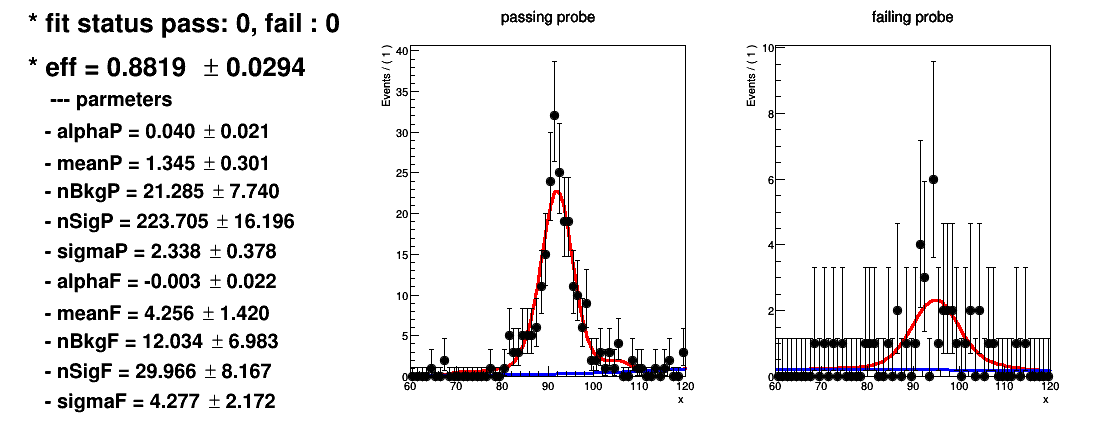 * fit status pass: 0, fail : 0
* eff = 0.8819 ± 0.0294
--- parmeters
- alphaP = 0.040 ± 0.021
- meanP = 1.345 ± 0.301
- nBkgP = 21.285 ± 7.740
- nSigP = 223.705 ± 16.196
- sigmaP = 2.338 ± 0.378
- alphaF = -0.003 ± 0.022
- meanF = 4.256 ± 1.420
- nBkgF = 12.034 ± 6.983
- nSigF = 29.966 ± 8.167
- sigmaF = 4.277 ± 2.172
passing probe
Events / ( 1 )
40
35
30
25
20
15
10
5
0
60 70 80 90 100 110 120
x
failing probe
Events / ( 1 )
10
8
6
4
2
0
60 70 80 90 100 110 120
x